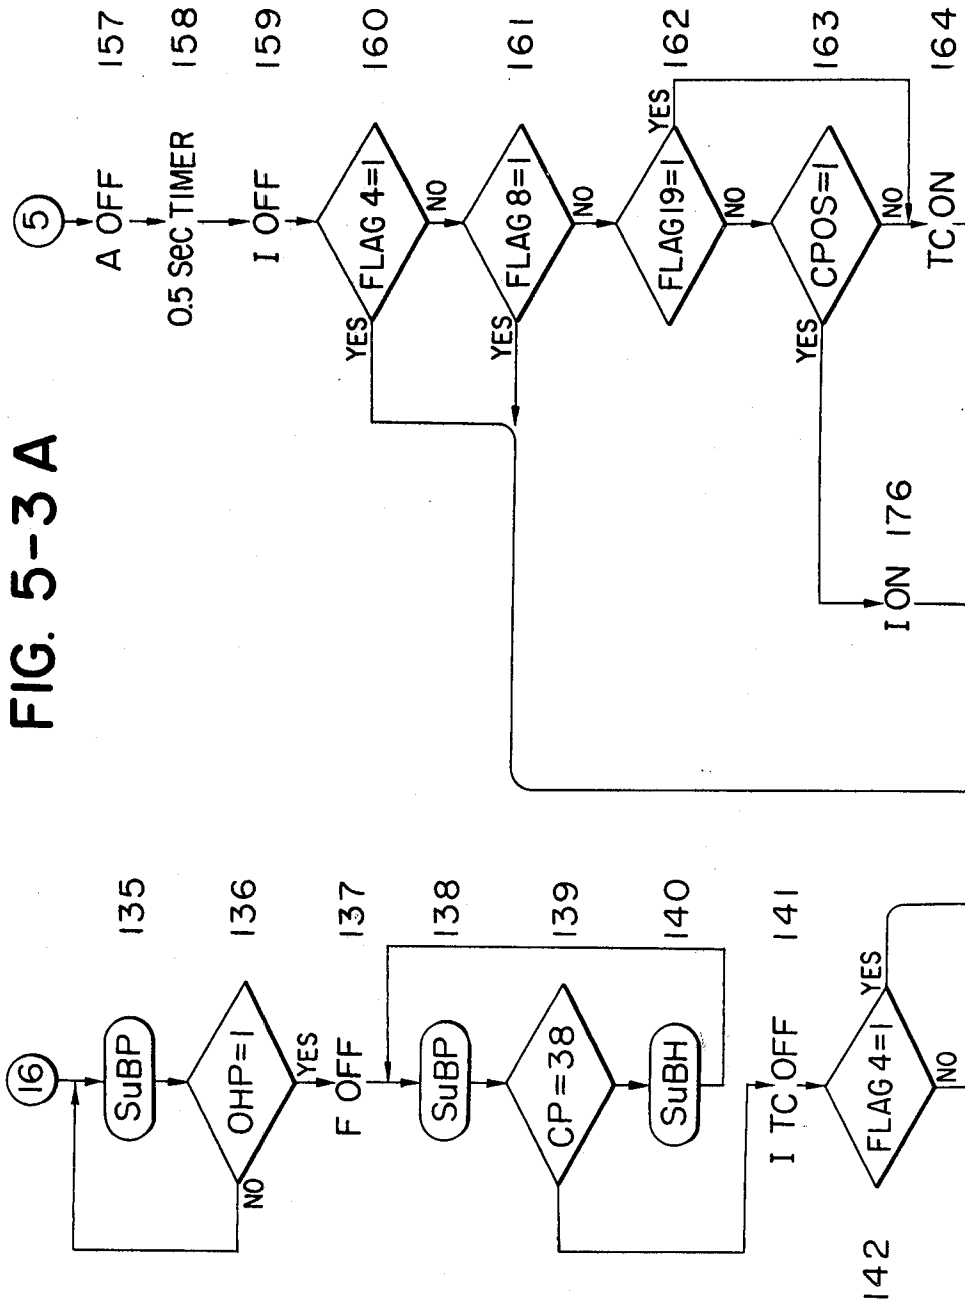 FIG. 5-3 A
16
SuBP 135
OHP=1 136
NO
YES
F OFF 137
SuBP 138
CP=38 139
SuBH 140
I TC OFF 141
FLAG 4=1
142
YES
NO
5
A OFF 157
0.5 sec TIMER 158
I OFF 159
FLAG 4=1 160
YES
NO
FLAG 8=1 161
YES
NO
FLAG 19=1 162
YES
NO
CPOS=1 163
YES
NO
TC ON 164
I ON 176